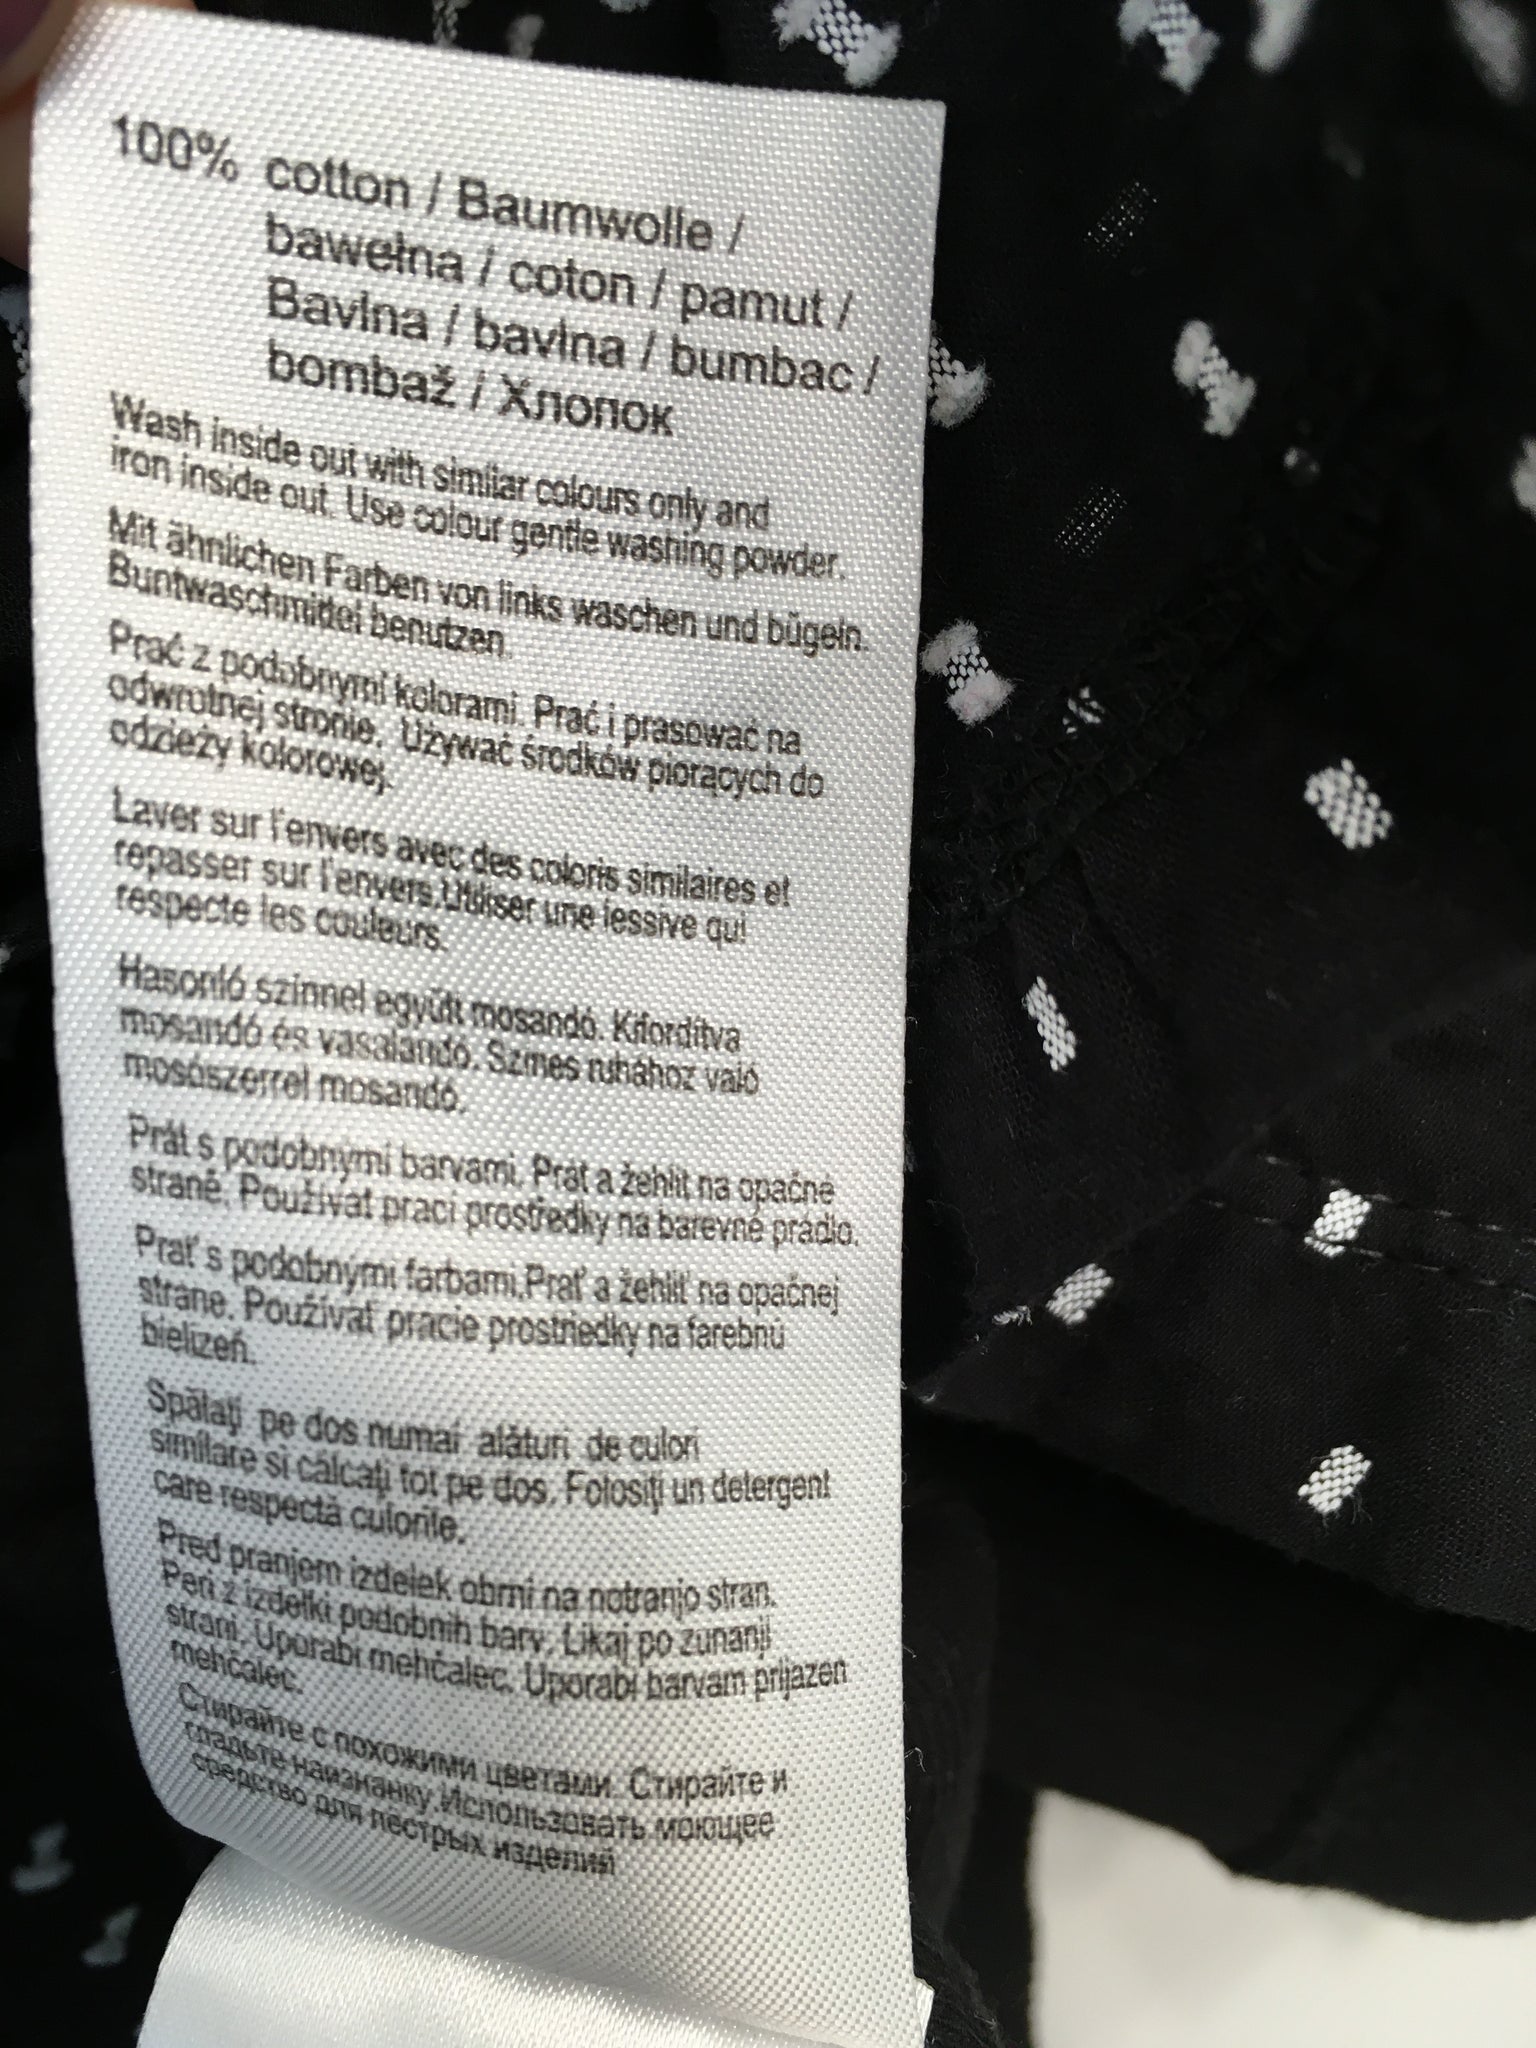 100% cotton / Baumwolle /
bawełna / coton / pamut /
Bavlna / bavlna / bumbac /
bombaž / Хлопок
Wash inside out with similar colours only and
iron inside out. Use colour gentle washing powder.
Mit ähnlichen Farben von links waschen und bügeln.
Buntwaschmittel benutzen.
Prać z podobnymi kolorami. Prać i prasować na
odwrotnej stronie. Używać środków piorących do
odzieży kolorowej.
Laver sur l'envers avec des coloris similaires et
repasser sur l'envers.Utiliser une lessive qui
respecte les couleurs.
Hasonló színnel együtt mosandó. Kifordítva
mosandó és vasalandó. Szines ruhához való
mosószerrel mosandó.
Prát s podobnými barvami. Prát a žehlit na opačné
straně. Používat prací prostředky na barevné prádlo.
Prať s podobnými farbami.Prať a žehliť na opačnej
strane. Používať pracie prostriedky na farebnú
bielizeň.
Spălaţi pe dos numai alături de culori
similare si călcaţi tot pe dos. Folosiţi un detergent
care respectă culorile.
Pred pranjem izdelek obrni na notranjo stran.
Peri z izdelki podobnih barv. Likaj po zunanji
strani. Uporabi mehčalec. Uporabi barvam prijazen
mehčalec.
Стирайте с похожими цветами. Стирайте и
гладьте наизнанку.Использовать моющее
средство для пестрых изделий